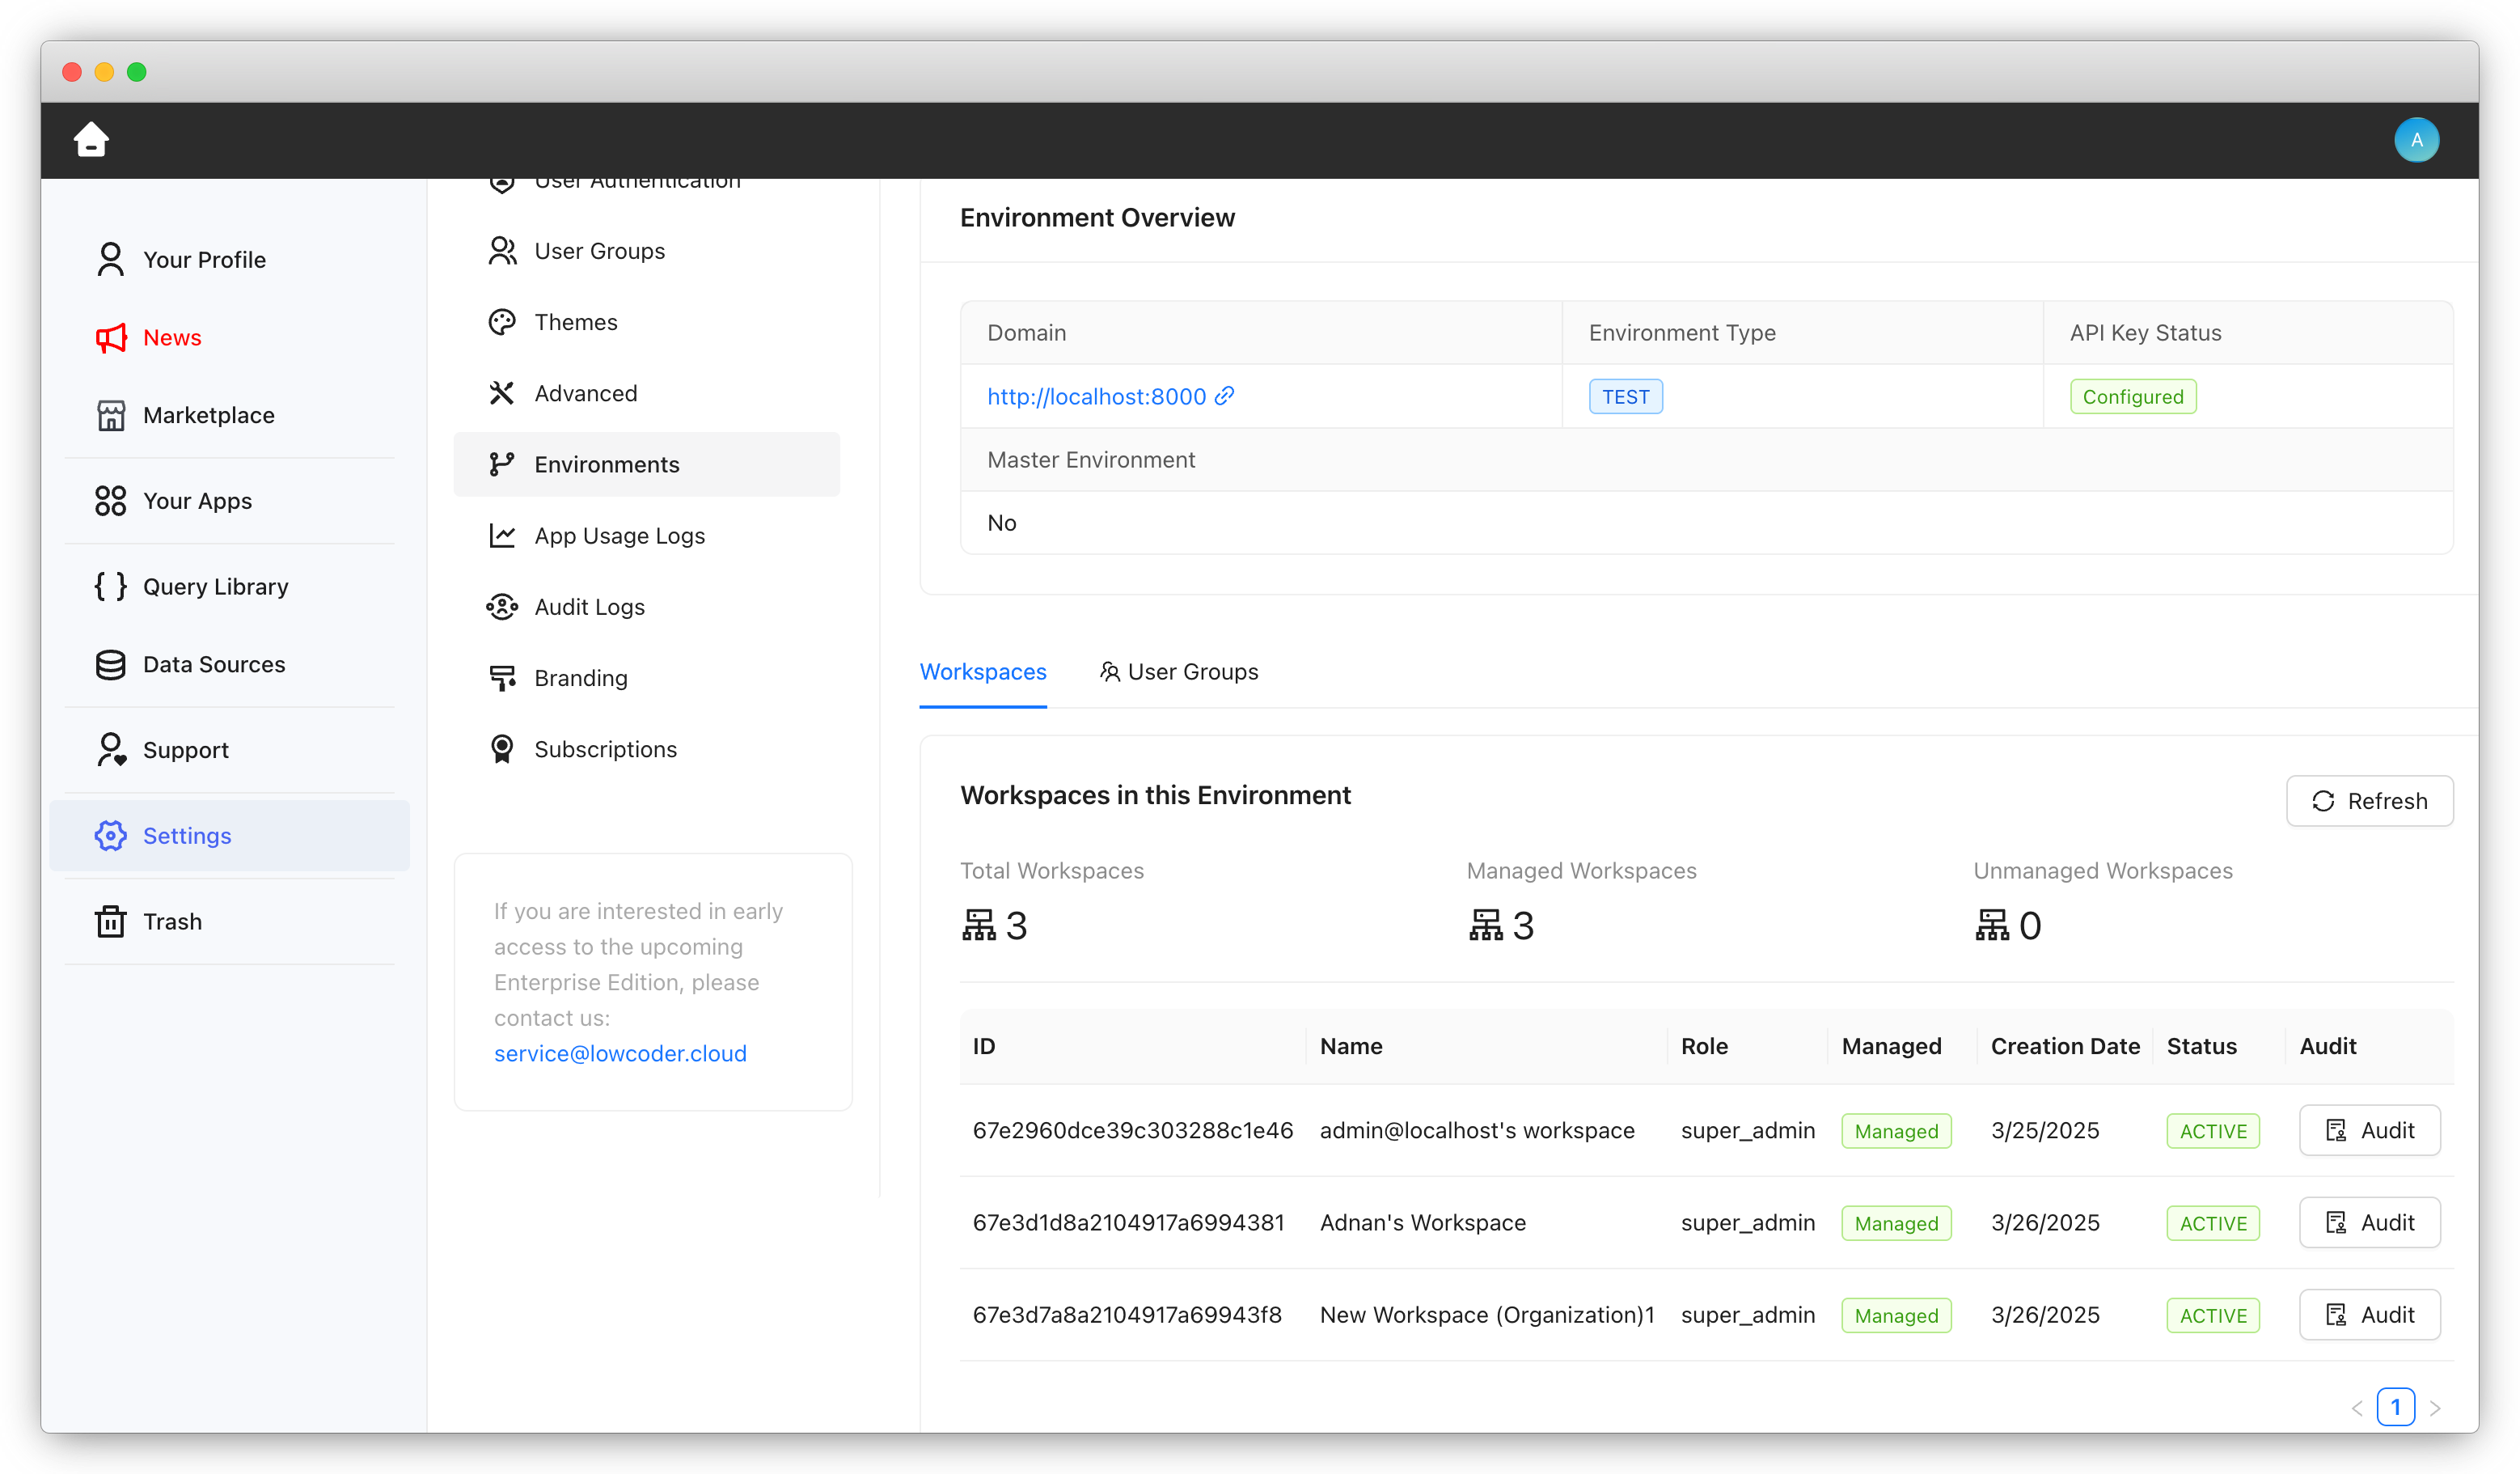 A
Your Profile
News
Marketplace
Your Apps
Query Library
Data Sources
Support
Settings
Trash
User Authentication
User Groups
Themes
Advanced
Environments
App Usage Logs
Audit Logs
Branding
Subscriptions
If you are interested in early
access to the upcoming
Enterprise Edition, please
contact us:
service@lowcoder.cloud
Environment Overview
Domain Environment Type API Key Status
http://localhost:8000 TEST Configured
Master Environment
No
Workspaces User Groups
Workspaces in this Environment Refresh
Total Workspaces Managed Workspaces Unmanaged Workspaces
3 3 0
ID Name Role Managed Creation Date Status Audit
67e2960dce39c303288c1e46 admin@localhost's workspace super_admin Managed 3/25/2025 ACTIVE Audit
67e3d1d8a2104917a6994381 Adnan's Workspace super_admin Managed 3/26/2025 ACTIVE Audit
67e3d7a8a2104917a69943f8 New Workspace (Organization)1 super_admin Managed 3/26/2025 ACTIVE Audit
< 1 >